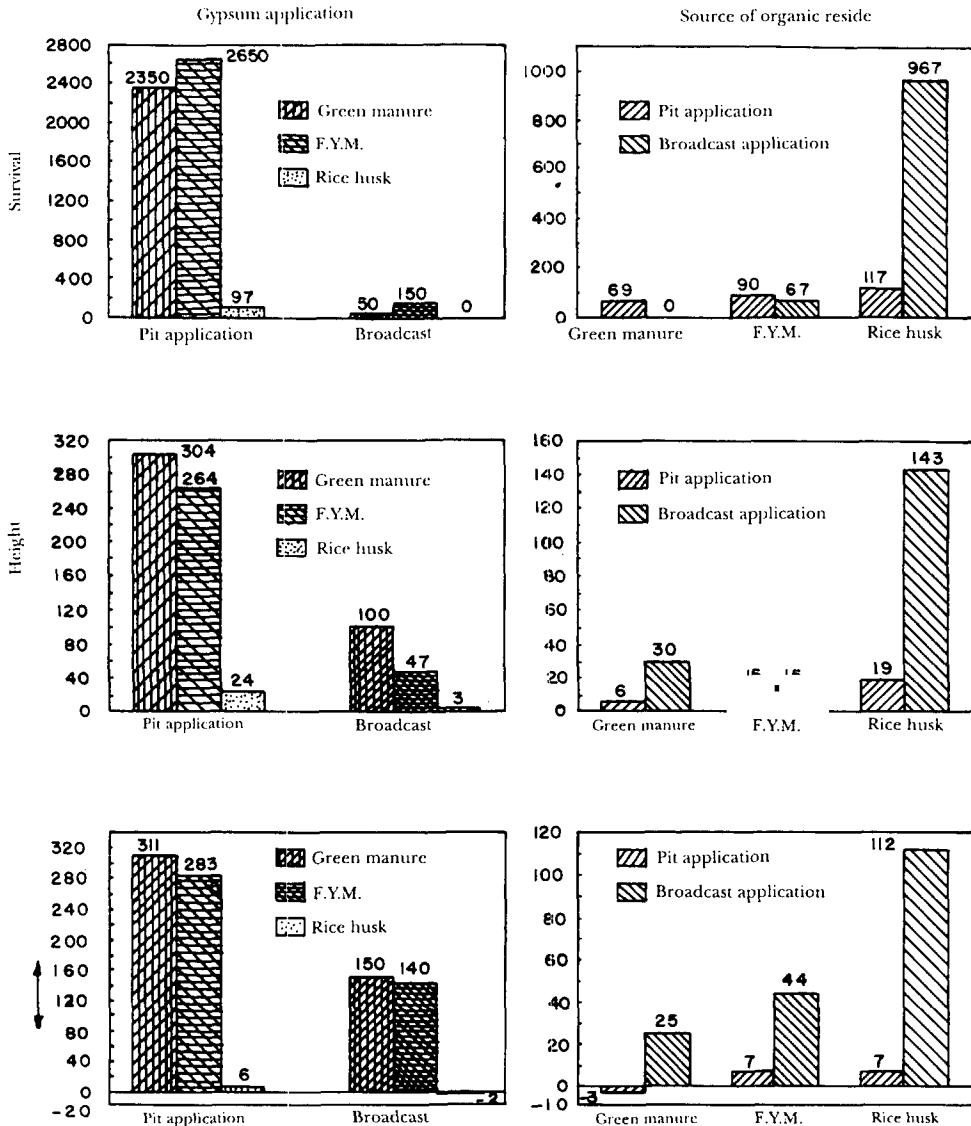 Gypsum application
Source of organic reside
Survival
2800
2400
2000
1600
1200
800
400
0
2350
2650
97
50
150
0
Green manure
F.Y.M.
Rice husk
Pit application
Broadcast
1000
800
600
400
200
0
69
0
90
67
117
967
Pit application
Broadcast application
Green manure
F.Y.M.
Rice husk
Height
320
280
240
200
160
120
80
40
0
304
264
24
100
47
3
Green manure
F.Y.M.
Rice husk
Pit application
Broadcast
160
140
120
100
80
60
40
20
0
6
30
19
143
Pit application
Broadcast application
Green manure
F.Y.M.
Rice husk
320
280
240
200
160
120
80
40
0
-20
311
283
6
150
140
-2
Green manure
F.Y.M.
Rice husk
Pit application
Broadcast
120
100
80
60
40
20
0
-10
-3
25
7
44
7
112
Pit application
Broadcast application
Green manure
F.Y.M.
Rice husk